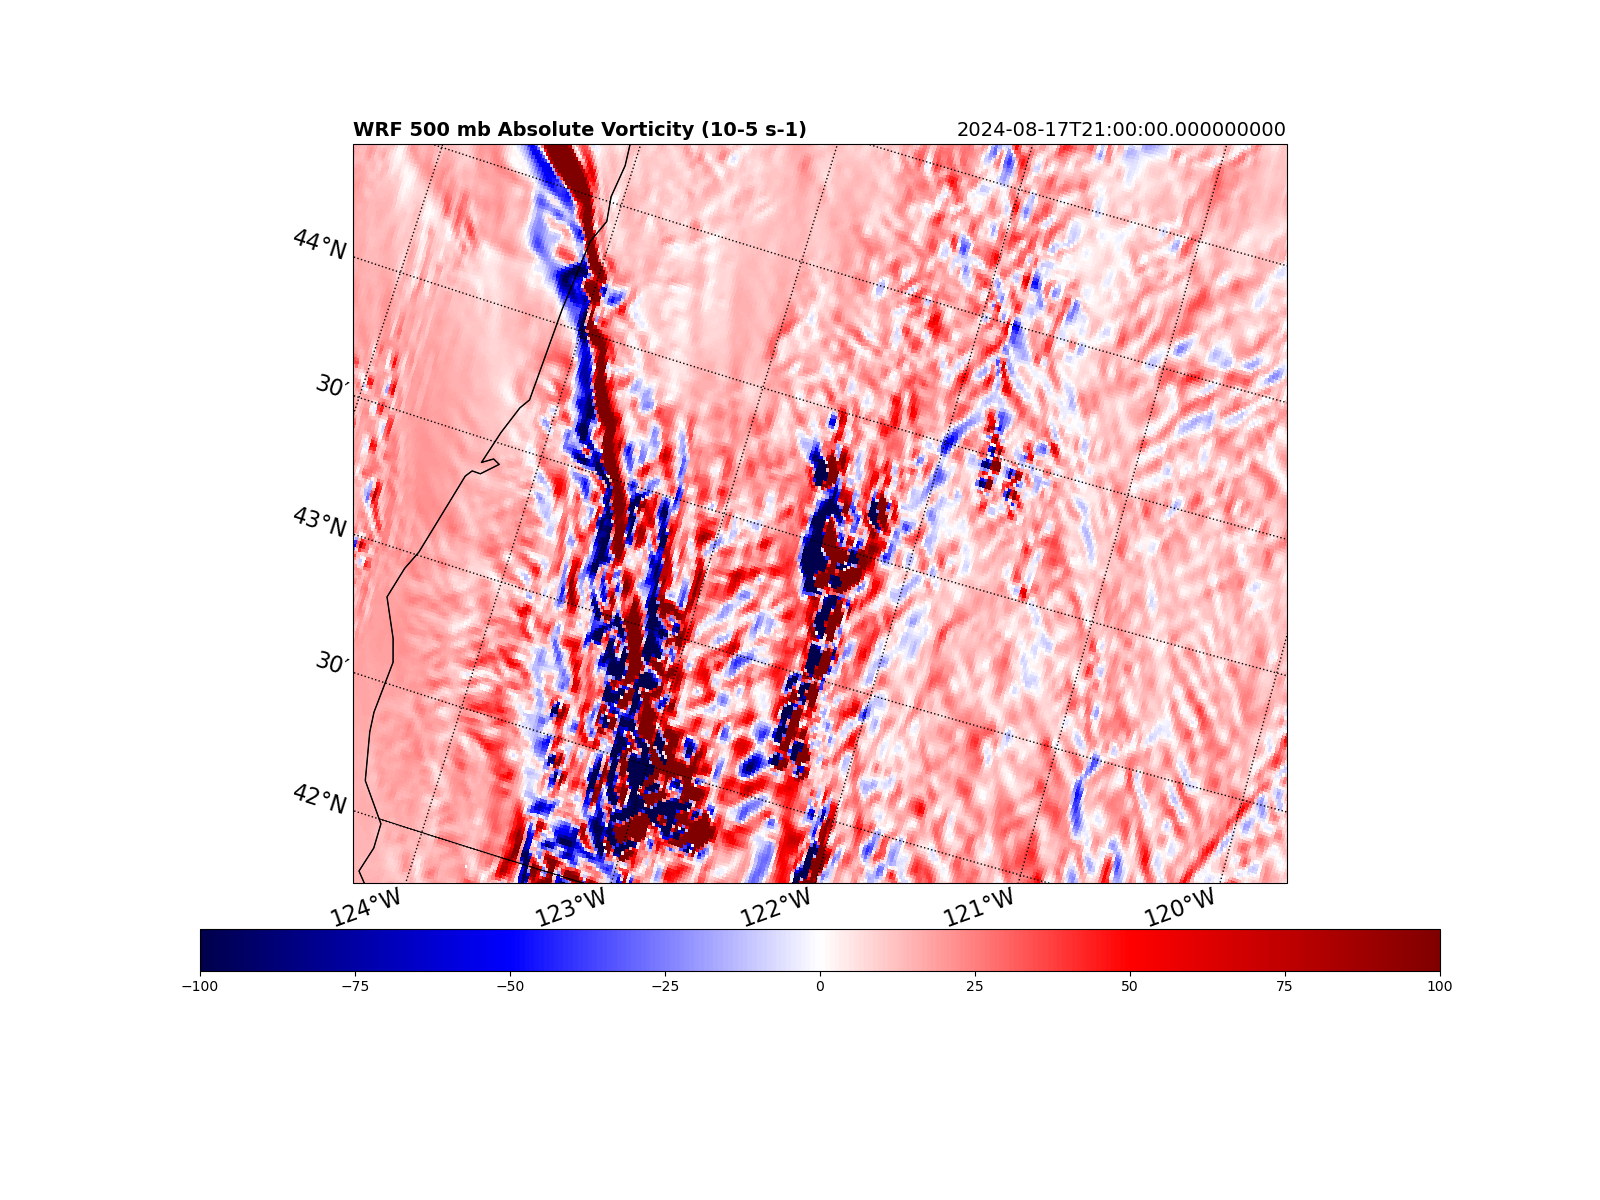 WRF 500 mb Absolute Vorticity (10-5 s-1) 2024-08-17T21:00:00.000000000
44°N
30′
43°N
30′
42°N
124°W 123°W 122°W 121°W 120°W
−100 −75 −50 −25 0 25 50 75 100